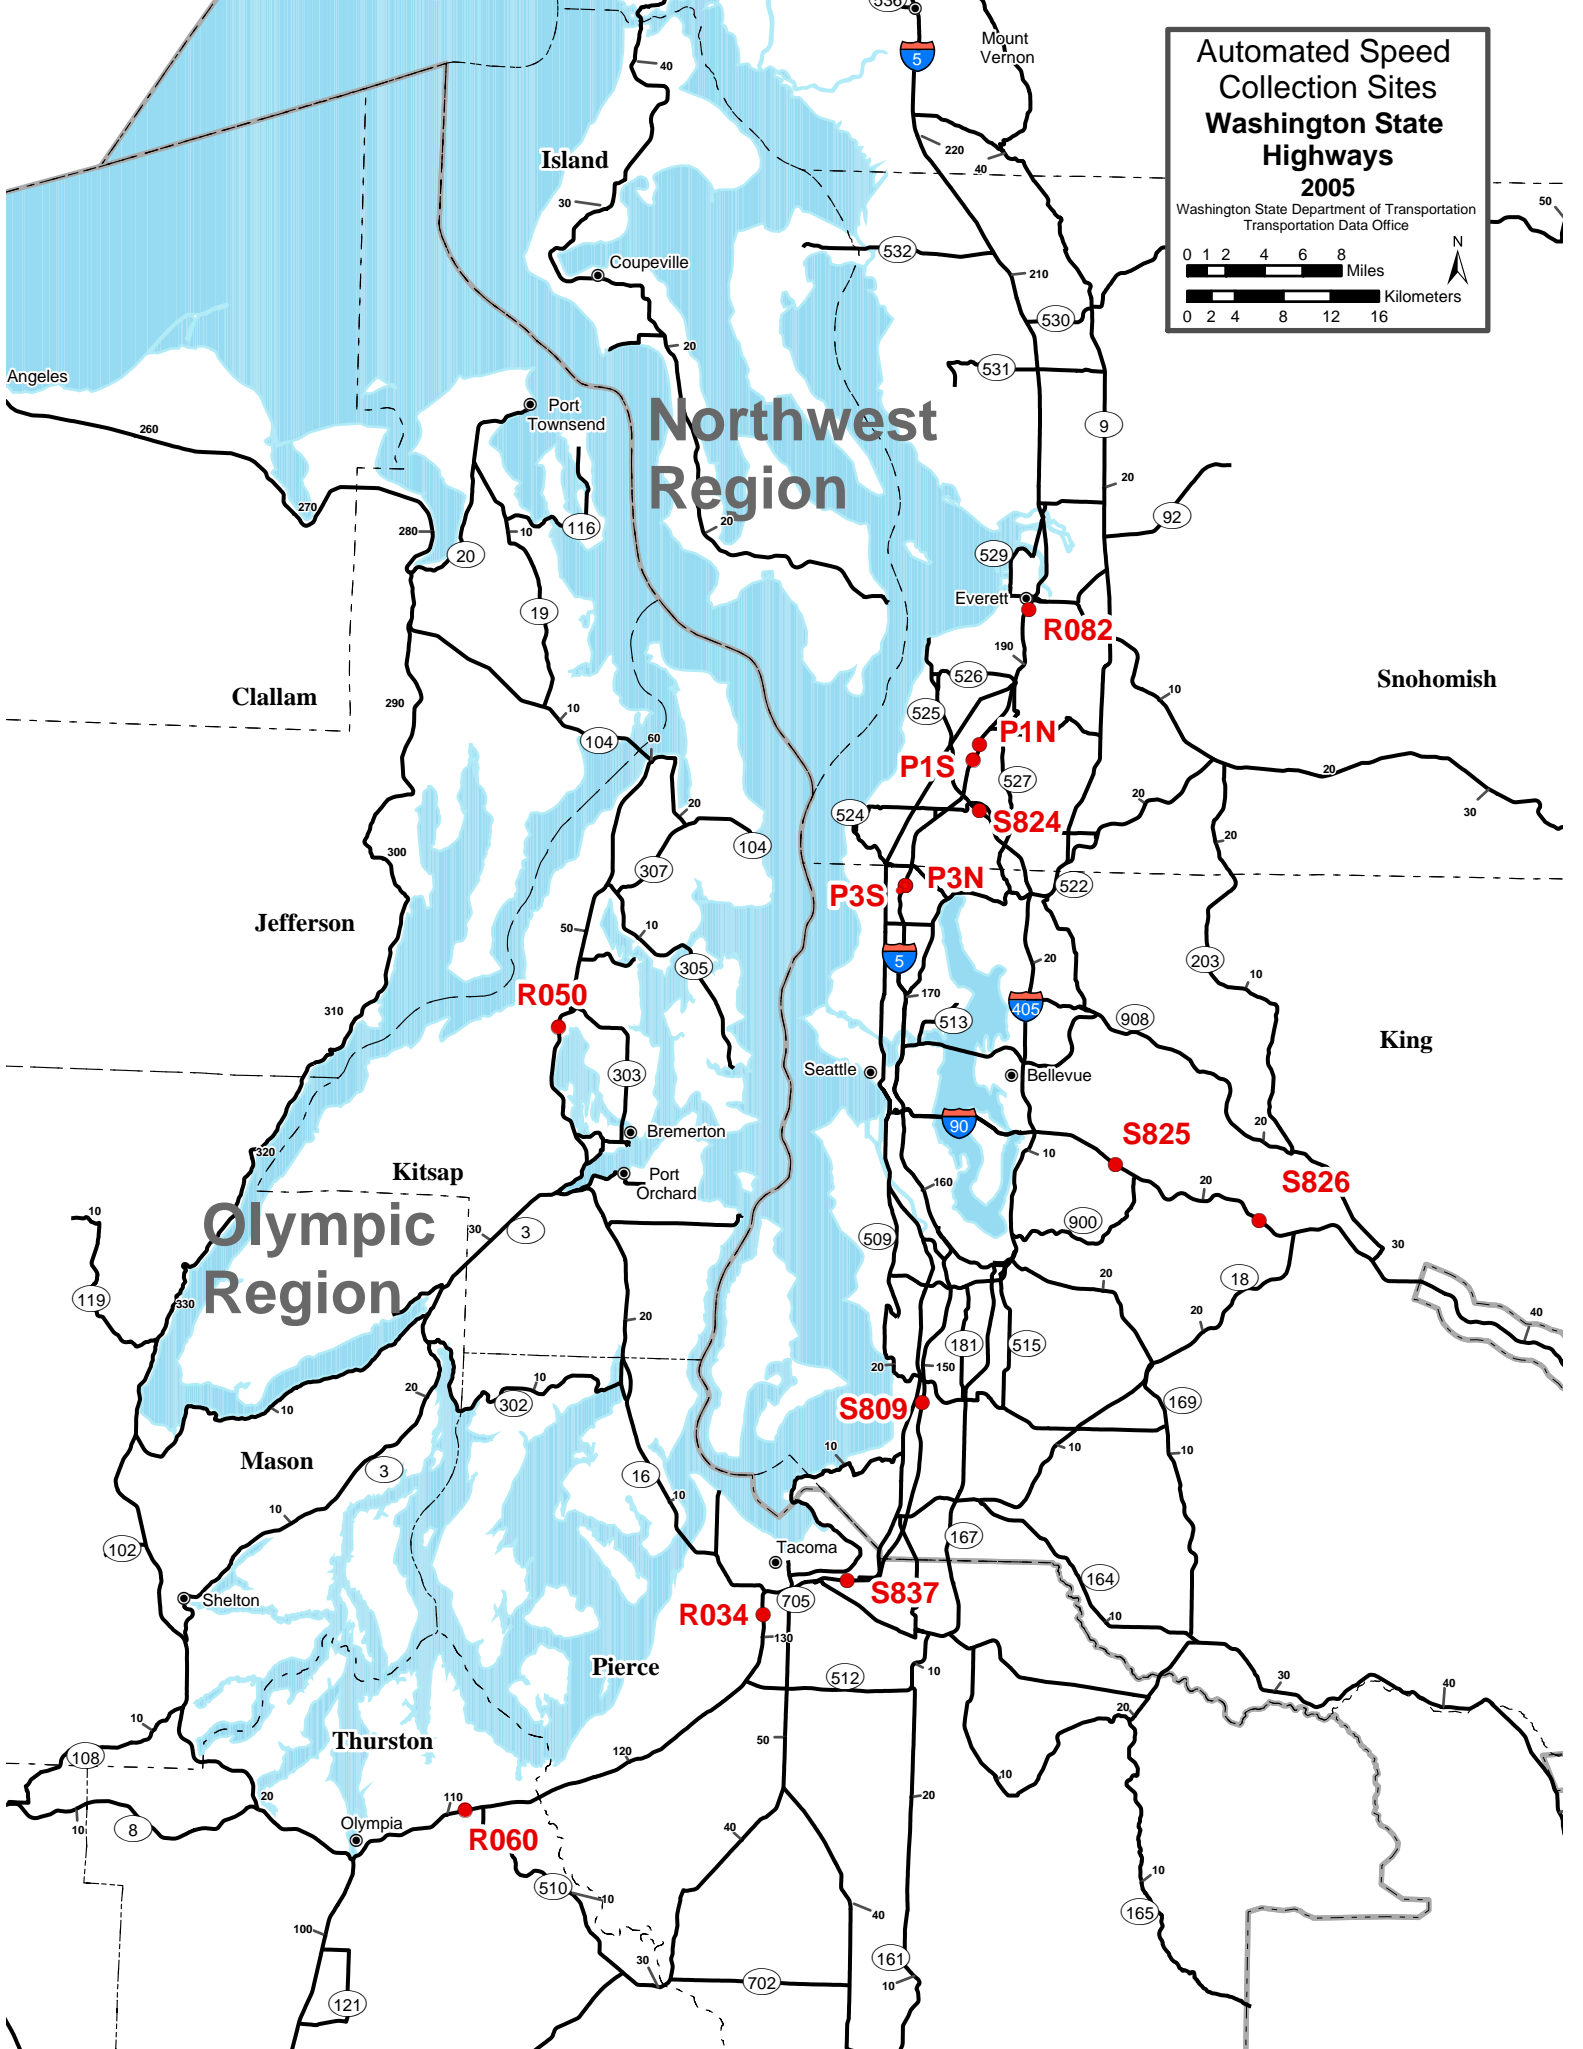 536
5
Mount
Vernon
Automated Speed
Collection Sites
Washington State
Highways
2005
Washington State Department of Transportation
Transportation Data Office
0 1 2 4 6 8
Miles
Kilometers
0 2 4 8 12 16
N
40
220
40
50
Island
30
532
210
Coupeville
530
20
531
Angeles
260
Port
Townsend
Northwest
Region
9
20
270
280
10
116
20
20
92
529
19
Everett
R082
190
526
Snohomish
Clallam
290
10
10
525
104
60
P1N
P1S
527
20
20
20
30
524
S824
104
300
307
20
P3N
P3S
522
Jefferson
50
10
305
5
20
203
10
R050
170
310
405
513
908
King
303
Seattle
Bellevue
90
Bremerton
S825
20
320
10
Kitsap
Port
Orchard
160
20
S826
10
Olympic
Region
30
3
509
900
30
119
330
20
20
18
20
40
181
515
20
150
20
10
302
169
S809
10
10
10
10
Mason
3
16
10
10
102
167
Tacoma
164
S837
Shelton
705
R034
10
130
Pierce
512
10
30
40
20
10
Thurston
50
120
108
10
20
110
20
10
8
Olympia
R060
40
510
10
10
100
40
165
161
30
702
10
121